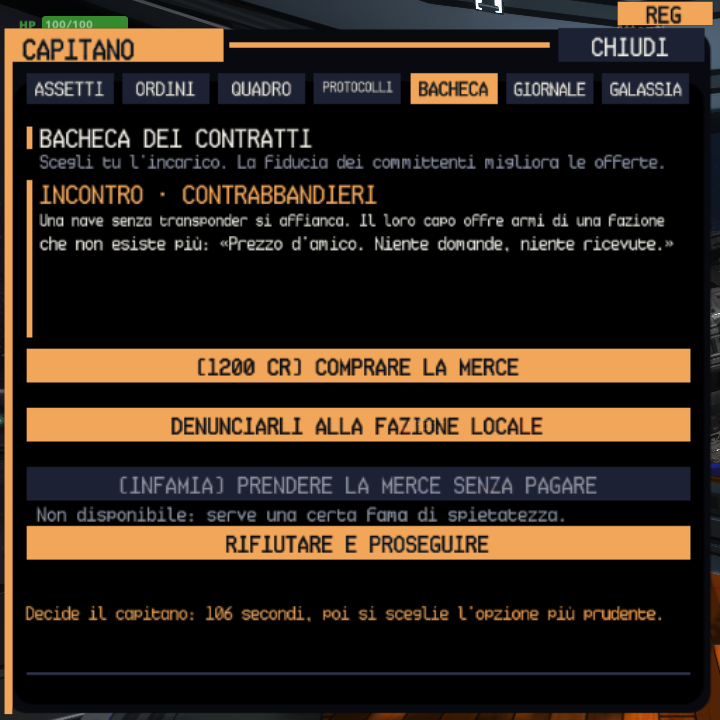 HP 100/100
REG
CAPITANO
CHIUDI
ASSETTI ORDINI QUADRO PROTOCOLLI BACHECA GIORNALE GALASSIA
BACHECA DEI CONTRATTI
Scegli tu l'incarico. La fiducia dei committenti migliora le offerte.
INCONTRO · CONTRABBANDIERI
Una nave senza transponder si affianca. Il loro capo offre armi di una fazione
che non esiste più: «Prezzo d'amico. Niente domande, niente ricevute.»
[1200 CR] COMPRARE LA MERCE
DENUNCIARLI ALLA FAZIONE LOCALE
[INFAMIA] PRENDERE LA MERCE SENZA PAGARE
Non disponibile: serve una certa fama di spietatezza.
RIFIUTARE E PROSEGUIRE
Decide il capitano: 106 secondi, poi si sceglie l'opzione più prudente.